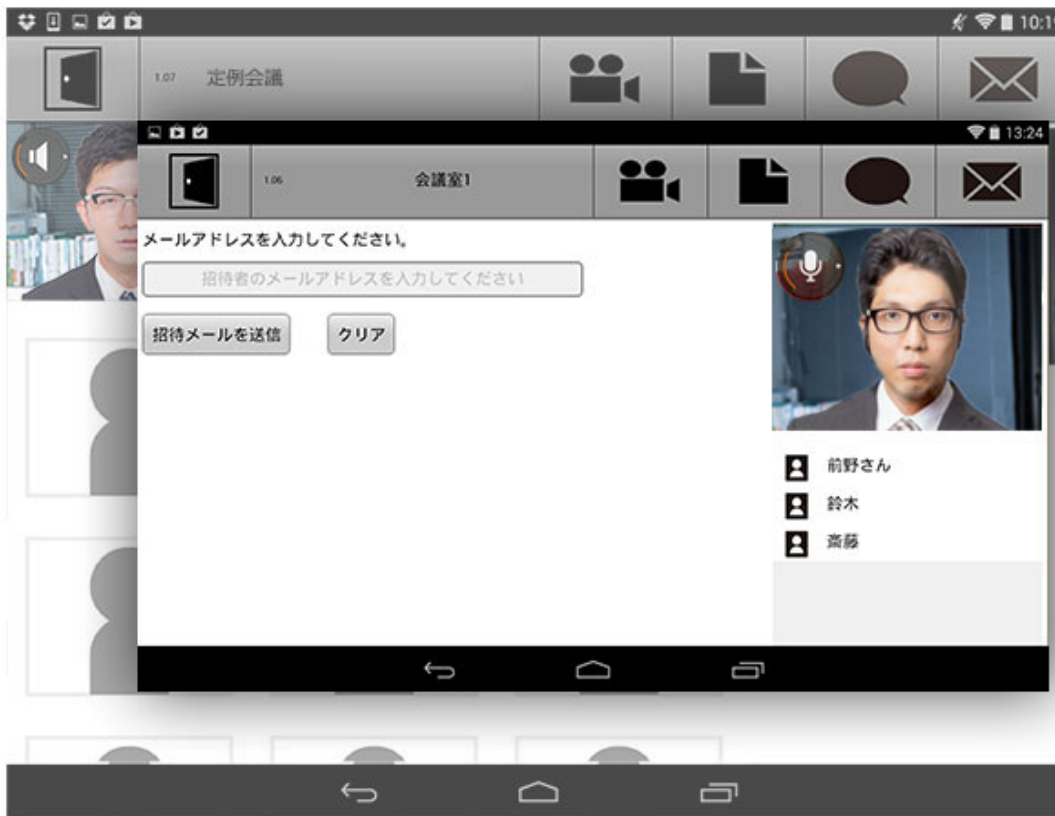 10:19
1.07 定例会議
13:24
1.06 会議室1
メールアドレスを入力してください。
招待者のメールアドレスを入力してください
招待メールを送信 クリア
前野さん
鈴木
斎藤